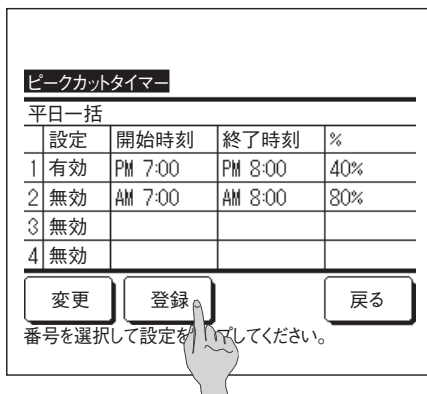 ピークカットタイマー
平日一括
設定 開始時刻 終了時刻 %
1 有効 PM 7:00 PM 8:00 40%
2 無効 AM 7:00 AM 8:00 80%
3 無効
4 無効
変更 登録 戻る
番号を選択して設定を プしてください。